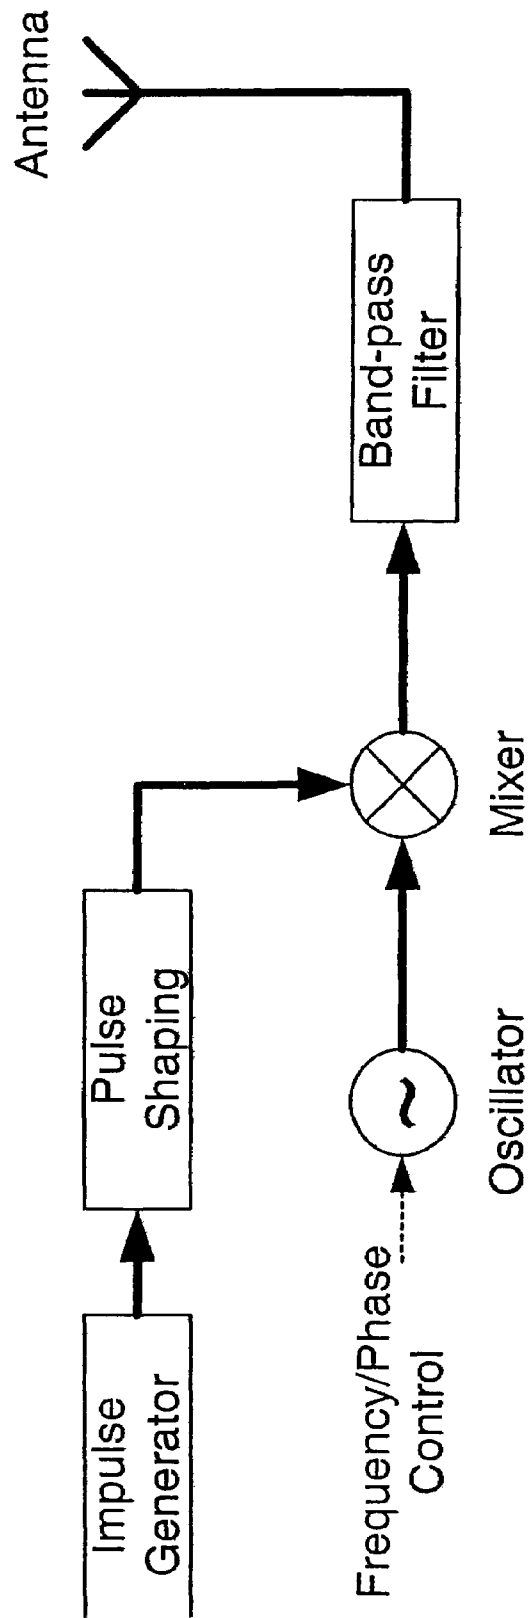 Impulse
Generator
Pulse
Shaping
Antenna
Frequency/Phase
Control
Oscillator
Mixer
Band-pass
Filter